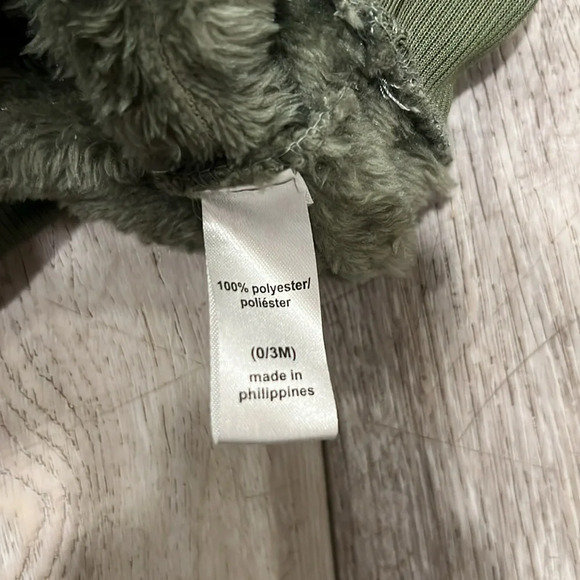 100% polyester/
poliéster
(0/3M)
made in
philippines